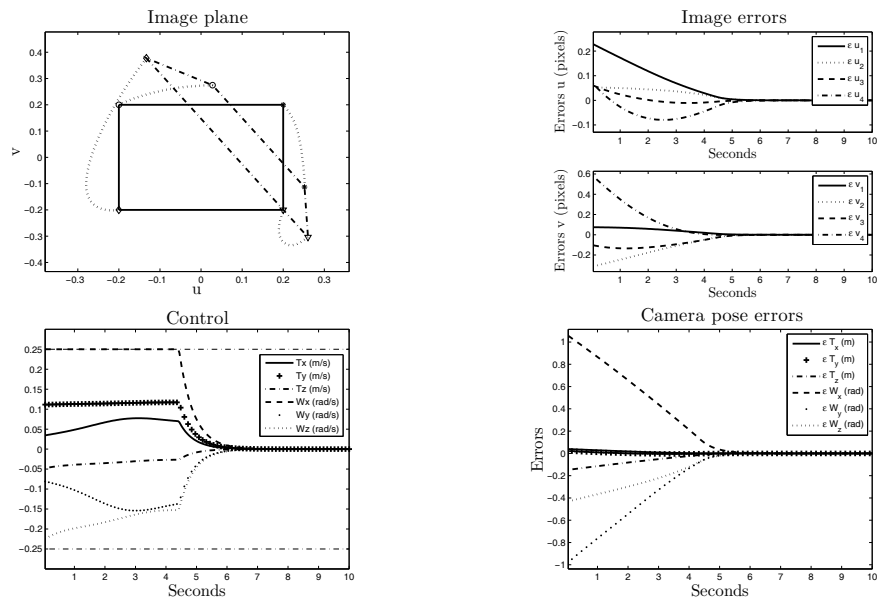 Image plane
0.4
0.3
0.2
0.1
0
−0.1
−0.2
−0.3
−0.4
v
−0.3 −0.2 −0.1 0 0.1 0.2 0.3
u
Image errors
Errors u (pixels)
0.2
0.1
0
−0.1
ε u1
ε u2
ε u3
ε u4
1 2 3 4 5 6 7 8 9 10
Seconds
Errors v (pixels)
0.6
0.4
0.2
0
−0.2
ε v1
ε v2
ε v3
ε v4
1 2 3 4 5 6 7 8 9 10
Seconds
Control
0.25
0.2
0.15
0.1
0.05
0
−0.05
−0.1
−0.15
−0.2
−0.25
Tx (m/s)
Ty (m/s)
Tz (m/s)
Wx (rad/s)
Wy (rad/s)
Wz (rad/s)
1 2 3 4 5 6 7 8 9 10
Seconds
Camera pose errors
Errors
1
0.8
0.6
0.4
0.2
0
−0.2
−0.4
−0.6
−0.8
−1
ε Tx (m)
ε Ty (m)
ε Tz (m)
ε Wx (rad)
ε Wy (rad)
ε Wz (rad)
1 2 3 4 5 6 7 8 9 10
Seconds